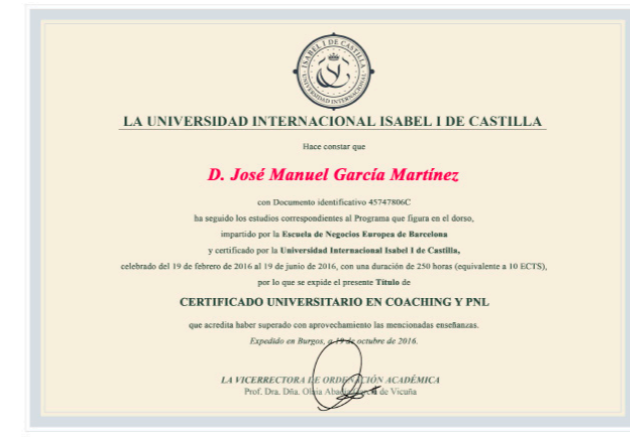 ISABEL I DE CASTILLA
UNIVERSIDAD INTERNACIONAL
LA UNIVERSIDAD INTERNACIONAL ISABEL I DE CASTILLA
Hace constar que
D. José Manuel García Martínez
con Documento identificativo 45747806C
ha seguido los estudios correspondientes al Programa que figura en el dorso,
impartido por la Escuela de Negocios Europea de Barcelona
y certificado por la Universidad Internacional Isabel I de Castilla,
celebrado del 19 de febrero de 2016 al 19 de junio de 2016, con una duración de 250 horas (equivalente a 10 ECTS),
por lo que se expide el presente Título de
CERTIFICADO UNIVERSITARIO EN COACHING Y PNL
que acredita haber superado con aprovechamiento las mencionadas enseñanzas.
Expedido en Burgos, a 19 de octubre de 2016.
LA VICERRECTORA DE ORDENACIÓN ACADÉMICA
Prof. Dra. Dña. Olga de Vicuña